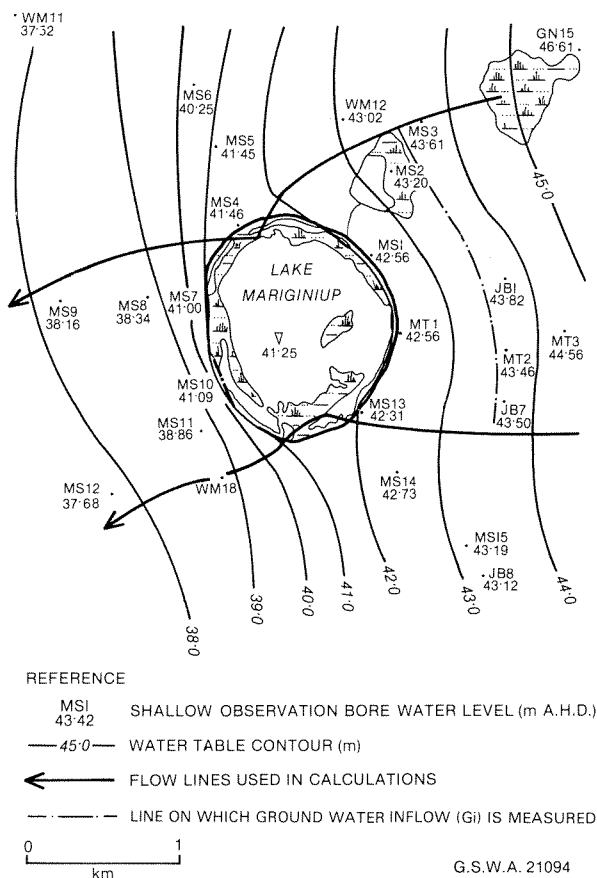 WM11
37·52
GN15
46·61
MS6
40·25
WM12
43·02
MS3
43·61
MS5
41·45
MS2
43·20
45·0
MS4
41·46
MSI
42·56
LAKE
MARIGINIUP
41·25
JBI
43·82
MS9
38·16
MS8
38·34
MS7
41·00
MT1
42·56
MT3
44·56
MT2
43·46
MS10
41·09
MS13
42·31
JB7
43·50
MS11
38·86
MS12
37·68
WM18
MS14
42·73
MSI5
43·19
JB8
43·12
38·0
39·0
40·0
41·0
42·0
43·0
44·0
REFERENCE
MSI
43·42
SHALLOW OBSERVATION BORE WATER LEVEL (m A.H.D.)
45·0
WATER TABLE CONTOUR (m)
FLOW LINES USED IN CALCULATIONS
LINE ON WHICH GROUND WATER INFLOW (Gi) IS MEASURED
0 1
km
G.S.W.A. 21094